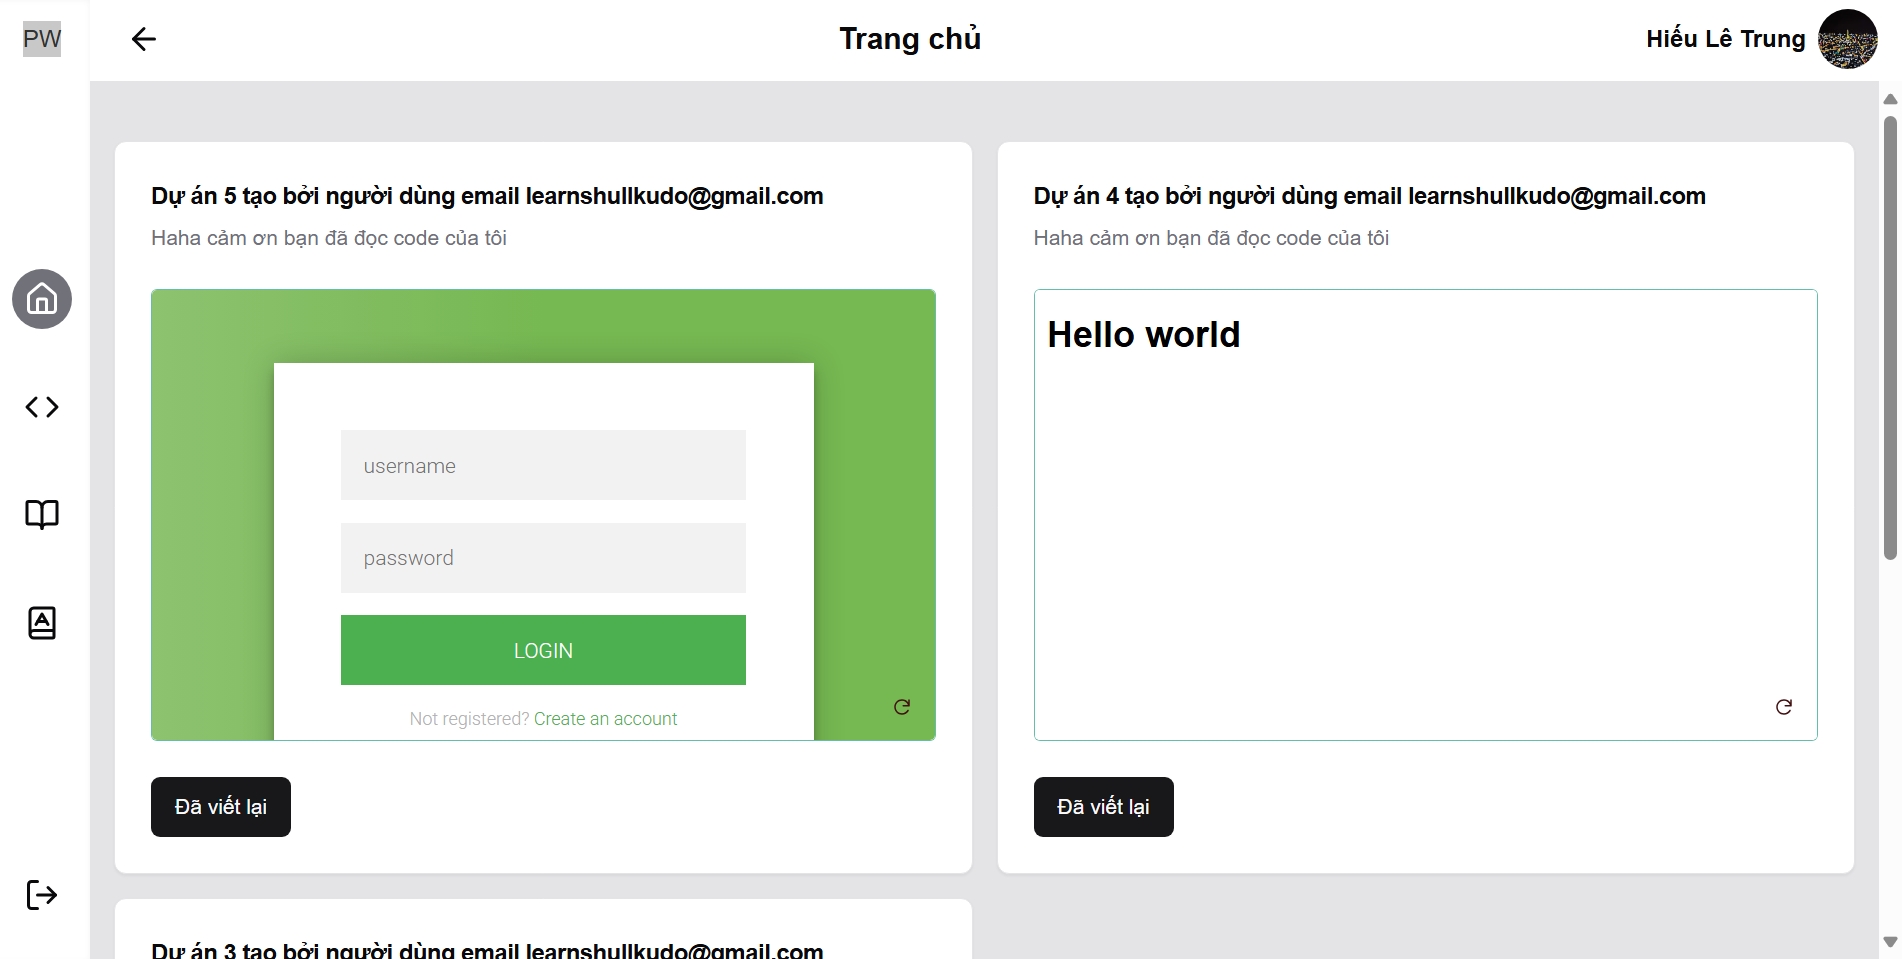 PW
Trang chủ
Hiếu Lê Trung
Dự án 5 tạo bởi người dùng email learnshullkudo@gmail.com
Haha cảm ơn bạn đã đọc code của tôi
username
password
LOGIN
Not registered? Create an account
Đã viết lại
Dự án 4 tạo bởi người dùng email learnshullkudo@gmail.com
Haha cảm ơn bạn đã đọc code của tôi
Hello world
Đã viết lại
Dự án 3 tạo bởi người dùng email learnshullkudo@gmail.com